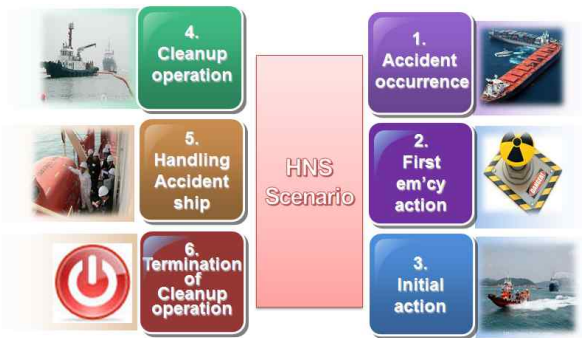 4.
Cleanup
operation
1.
Accident
occurrence
5.
Handling
Accident
ship
HNS
Scenario
2.
First
em'cy
action
6.
Termination
of
Cleanup
operation
3.
Initial
action